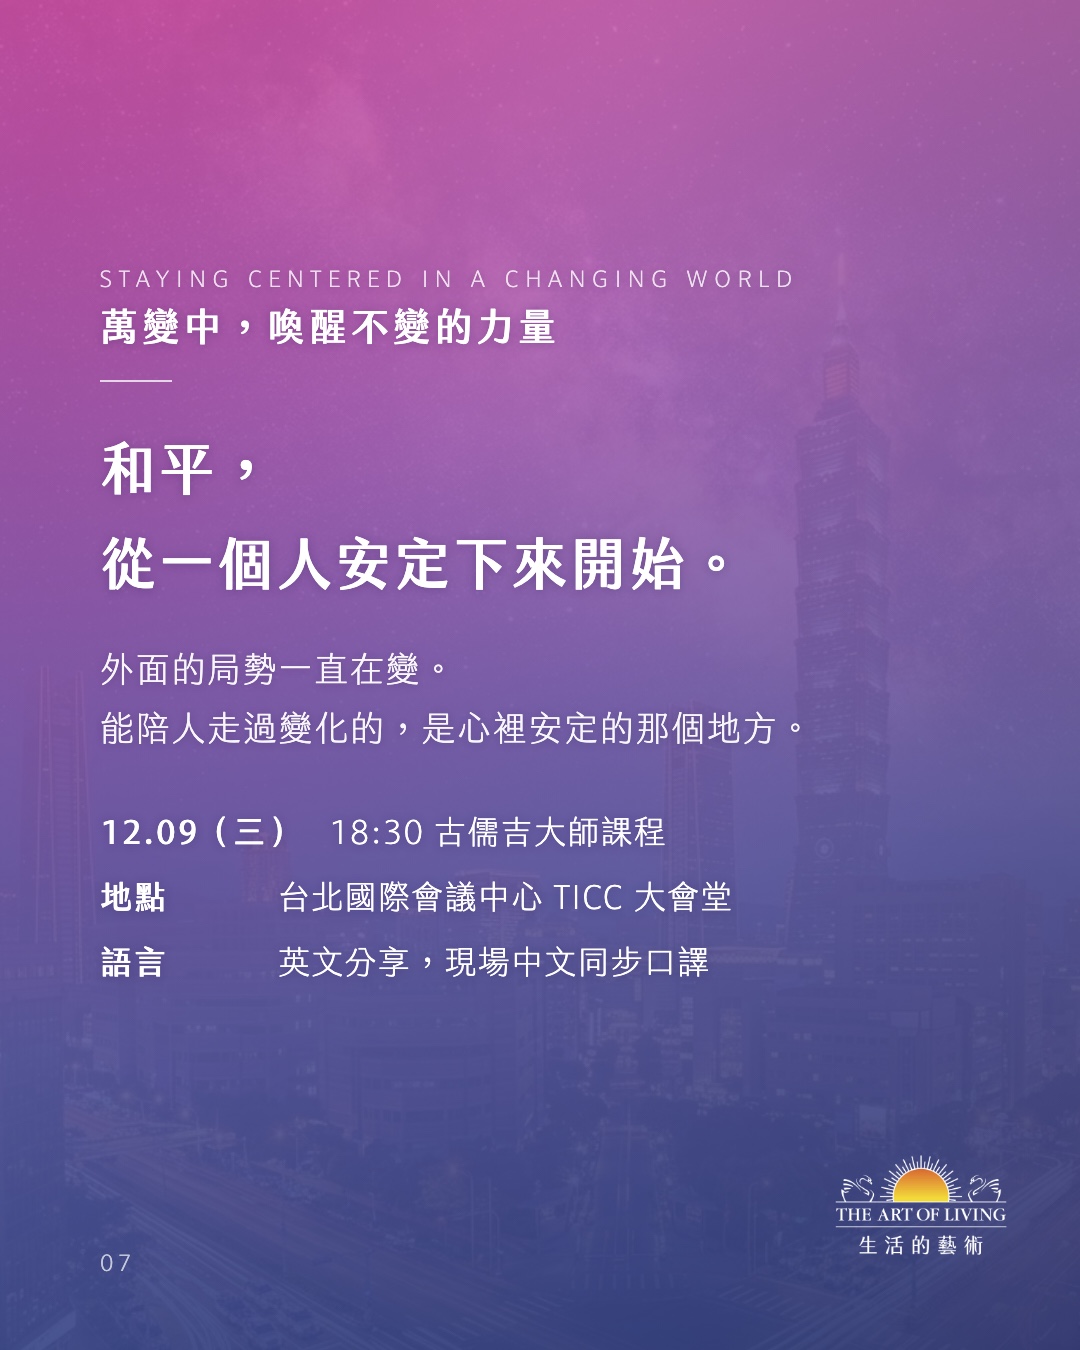 STAYING CENTERED IN A CHANGING WORLD
萬變中，喚醒不變的力量
和平，
從一個人安定下來開始。
外面的局勢一直在變。
能陪人走過變化的，是心裡安定的那個地方。
12.09（三） 18:30 古儒吉大師課程
地點 台北國際會議中心 TICC 大會堂
語言 英文分享，現場中文同步口譯
THE ART OF LIVING
生活的藝術
07